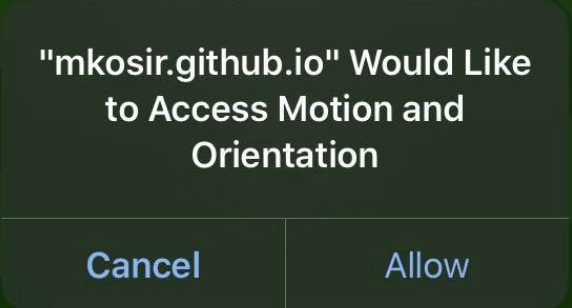 "mkosir.github.io" Would Like
to Access Motion and
Orientation
Cancel
Allow